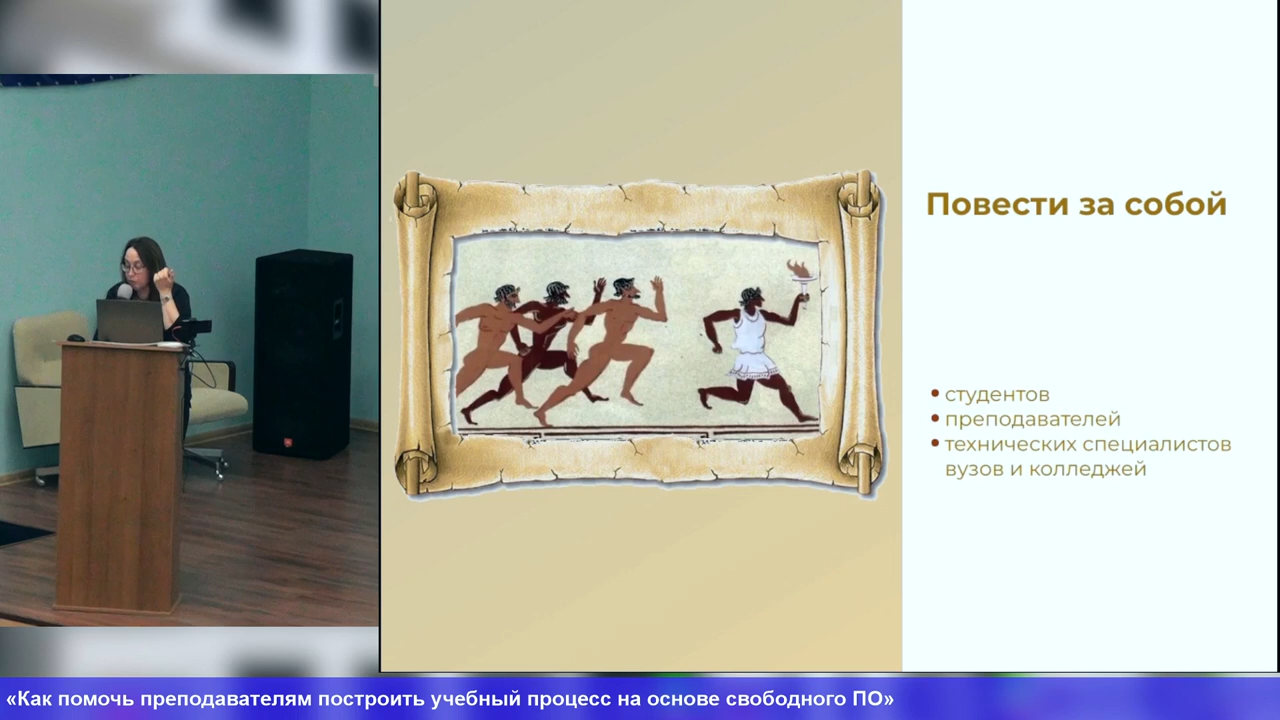 Повести за собой
студентов
преподавателей
технических специалистов
вузов и колледжей
«Как помочь преподавателям построить учебный процесс на основе свободного ПО»